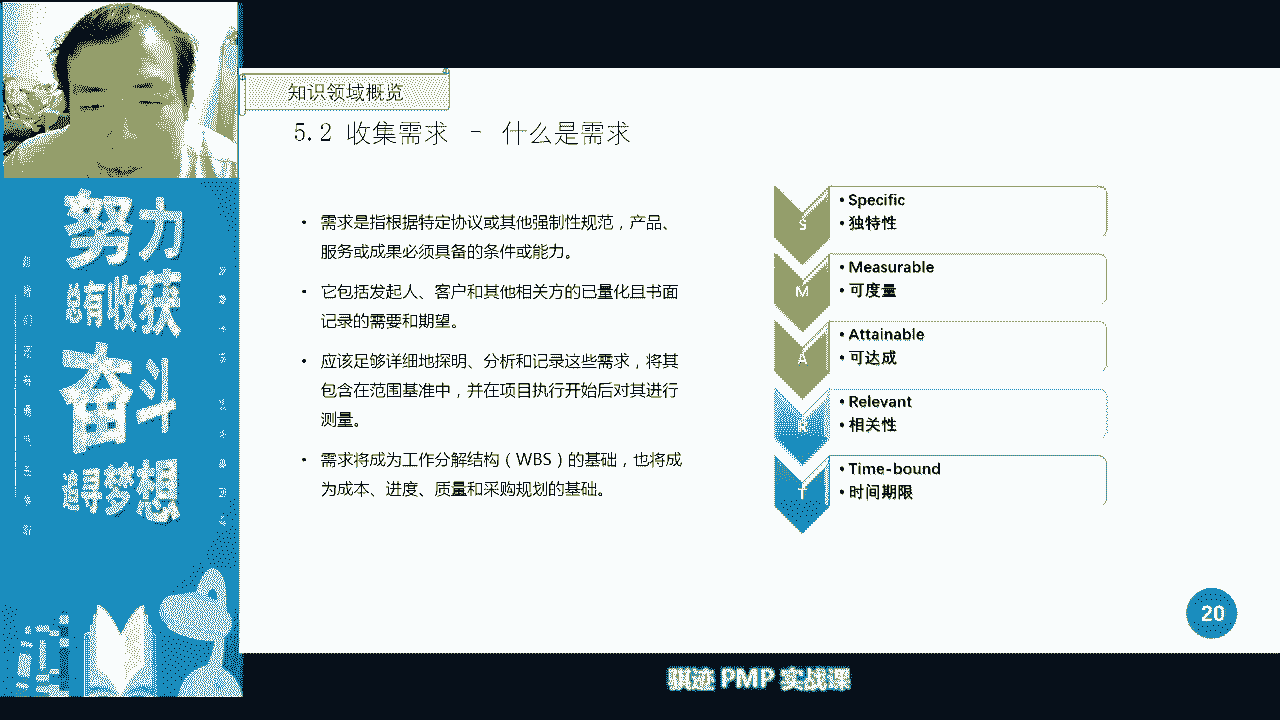 知识领域概览
5.2 收集需求 - 什么是需求
• 需求是指根据特定协议或其他强制性规范，产品、
服务或成果必须具备的条件或能力。
• 它包括发起人、客户和其他相关方的已量化且书面
记录的需要和期望。
• 应该足够详细地探明、分析和记录这些需求，将其
包含在范围基准中，并在项目执行开始后对其进行
测量。
• 需求将成为工作分解结构（WBS）的基础，也将成
为成本、进度、质量和采购规划的基础。
S
• Specific
• 独特性
M
• Measurable
• 可度量
A
• Attainable
• 可达成
R
• Relevant
• 相关性
T
• Time-bound
• 时间期限
20
努力
总有收获
奋斗
追寻梦想
骐迹 PMP 实战课